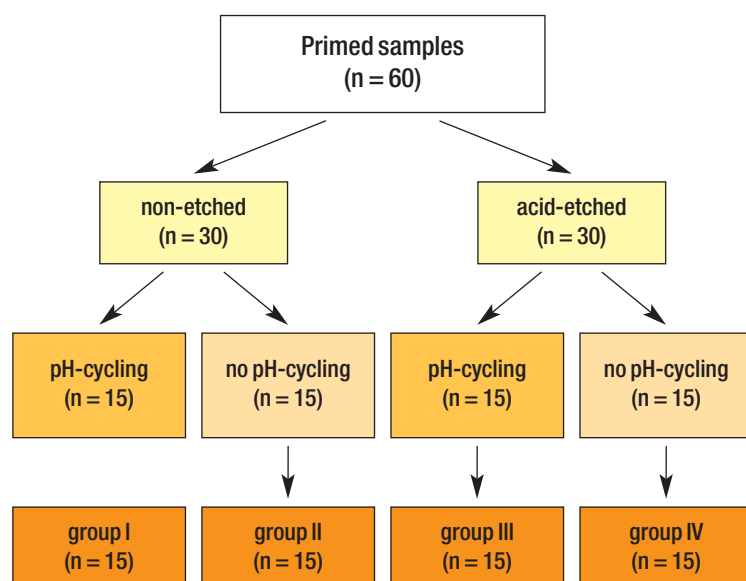 Primed samples
(n = 60)
non-etched
(n = 30)
acid-etched
(n = 30)
pH-cycling
(n = 15)
no pH-cycling
(n = 15)
pH-cycling
(n = 15)
no pH-cycling
(n = 15)
group I
(n = 15)
group II
(n = 15)
group III
(n = 15)
group IV
(n = 15)